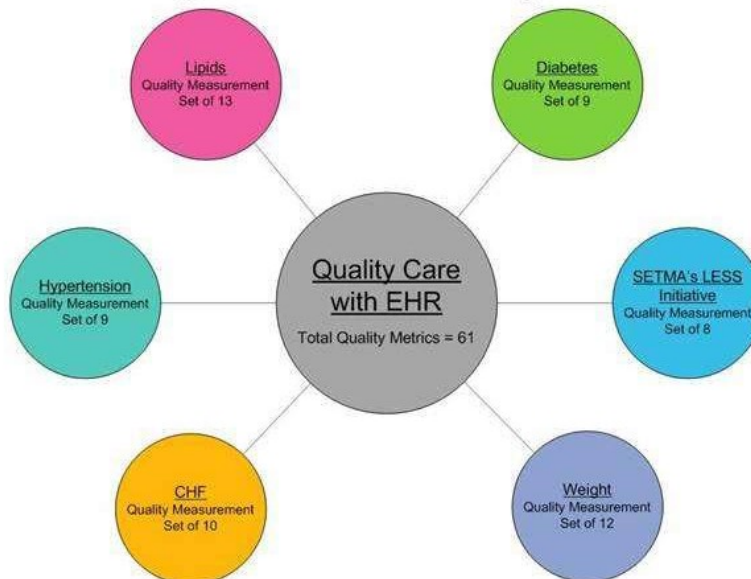 Lipids
Quality Measurement
Set of 13
Diabetes
Quality Measurement
Set of 9
Hypertension
Quality Measurement
Set of 9
Quality Care
with EHR
Total Quality Metrics = 61
SETMA's LESS
Initiative
Quality Measurement
Set of 8
CHF
Quality Measurement
Set of 10
Weight
Quality Measurement
Set of 12